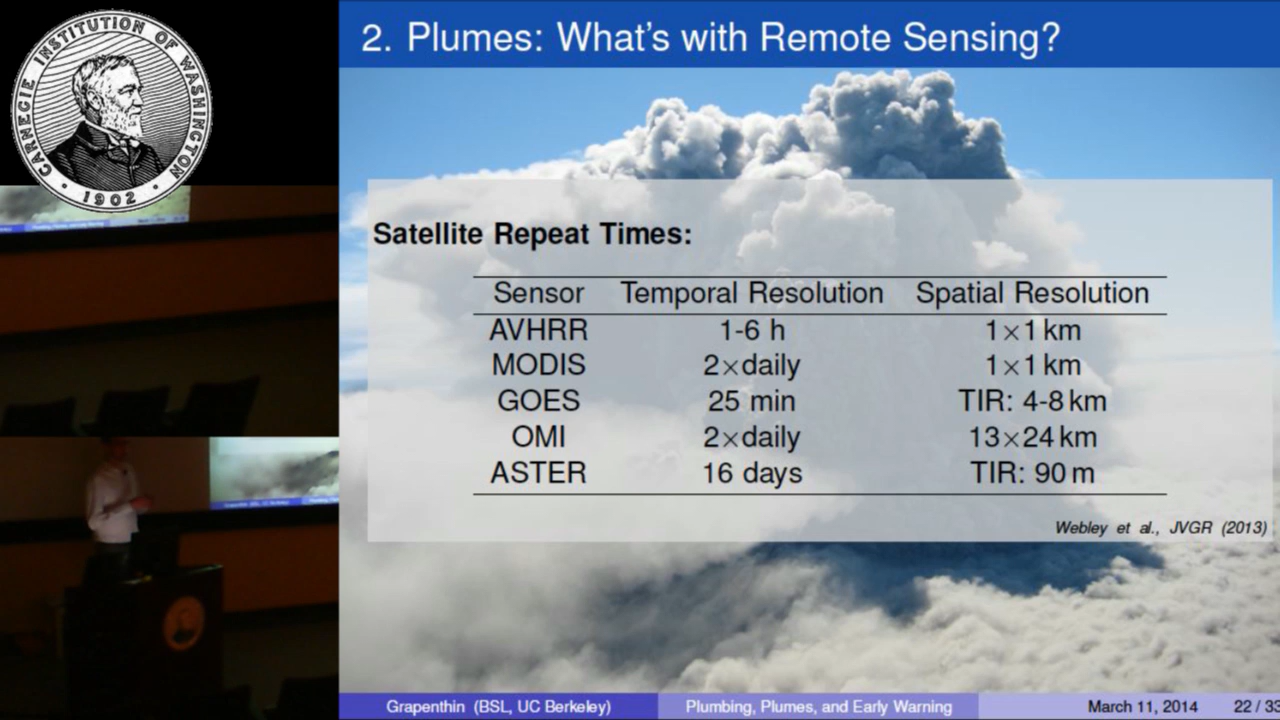 CARNEGIE INSTITUTION OF WASHINGTON
1902
2. Plumes: What's with Remote Sensing?
Satellite Repeat Times:
Sensor Temporal Resolution Spatial Resolution
AVHRR 1-6 h 1×1 km
MODIS 2×daily 1×1 km
GOES 25 min TIR: 4-8 km
OMI 2×daily 13×24 km
ASTER 16 days TIR: 90 m
Webley et al., JVGR (2013)
Grapenthin (BSL, UC Berkeley) Plumbing, Plumes, and Early Warning March 11, 2014 22 / 33